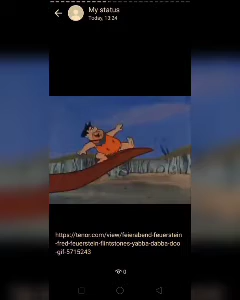 My status
Today, 13:24
https://tenor.com/view/feierabend-feuerstein
-fred-feuerstein-flintstones-yabba-dabba-doo
-gif-5715243
0